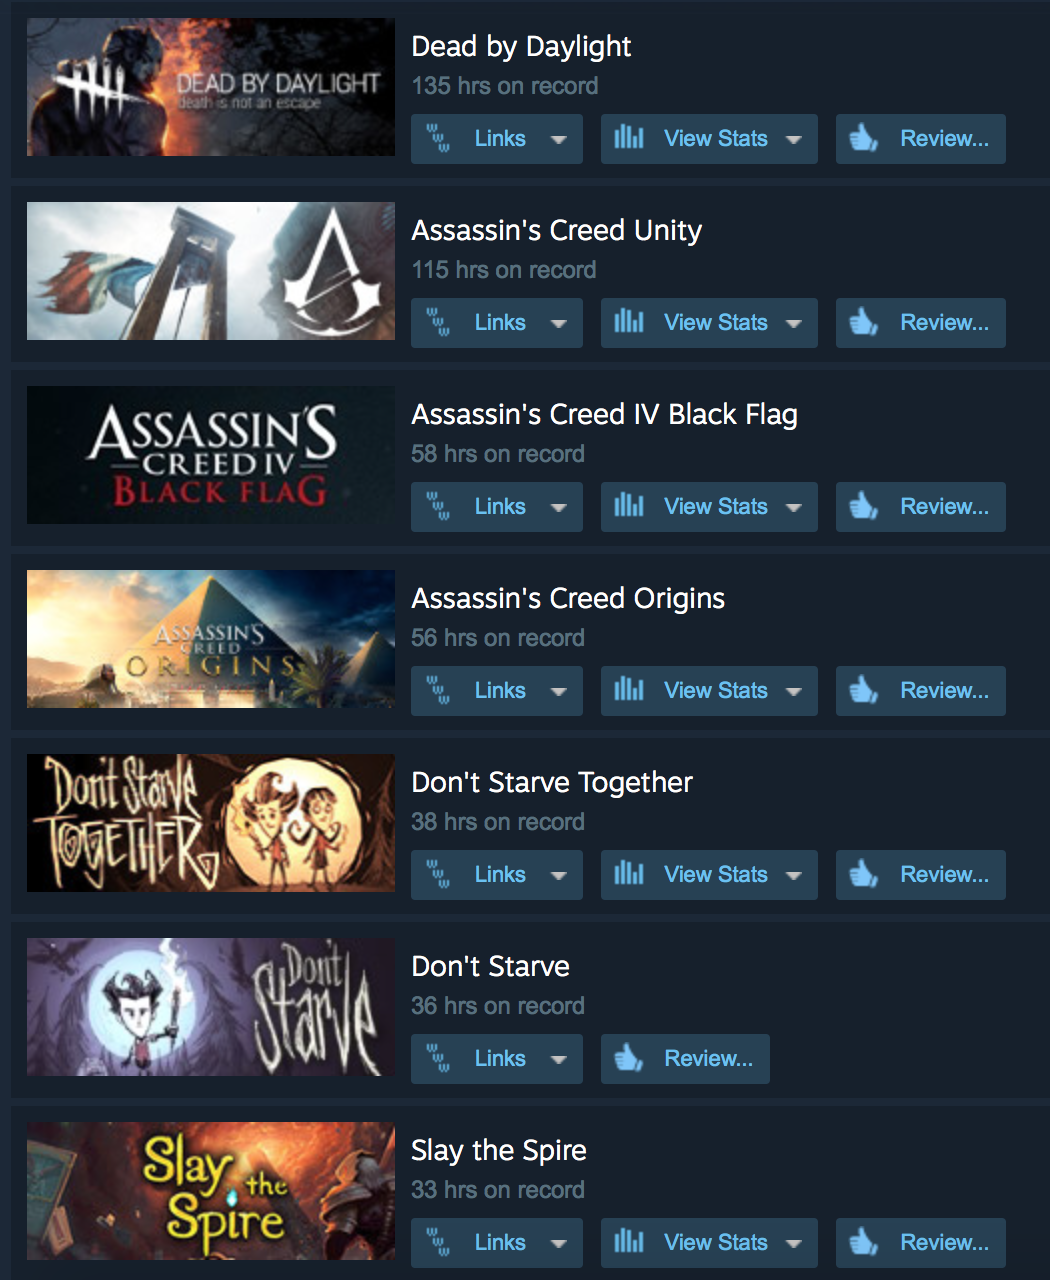 DEAD BY DAYLIGHT
death is not an escape
Dead by Daylight
135 hrs on record
Links View Stats Review...
Assassin's Creed Unity
115 hrs on record
Links View Stats Review...
ASSASSIN'S
CREED IV
BLACK FLAG
Assassin's Creed IV Black Flag
58 hrs on record
Links View Stats Review...
ASSASSIN'S
CREED
ORIGINS
Assassin's Creed Origins
56 hrs on record
Links View Stats Review...
Don't Starve
TOGETHER
Don't Starve Together
38 hrs on record
Links View Stats Review...
Don't
Starve
Don't Starve
36 hrs on record
Links Review...
Slay the
Spire
Slay the Spire
33 hrs on record
Links View Stats Review...